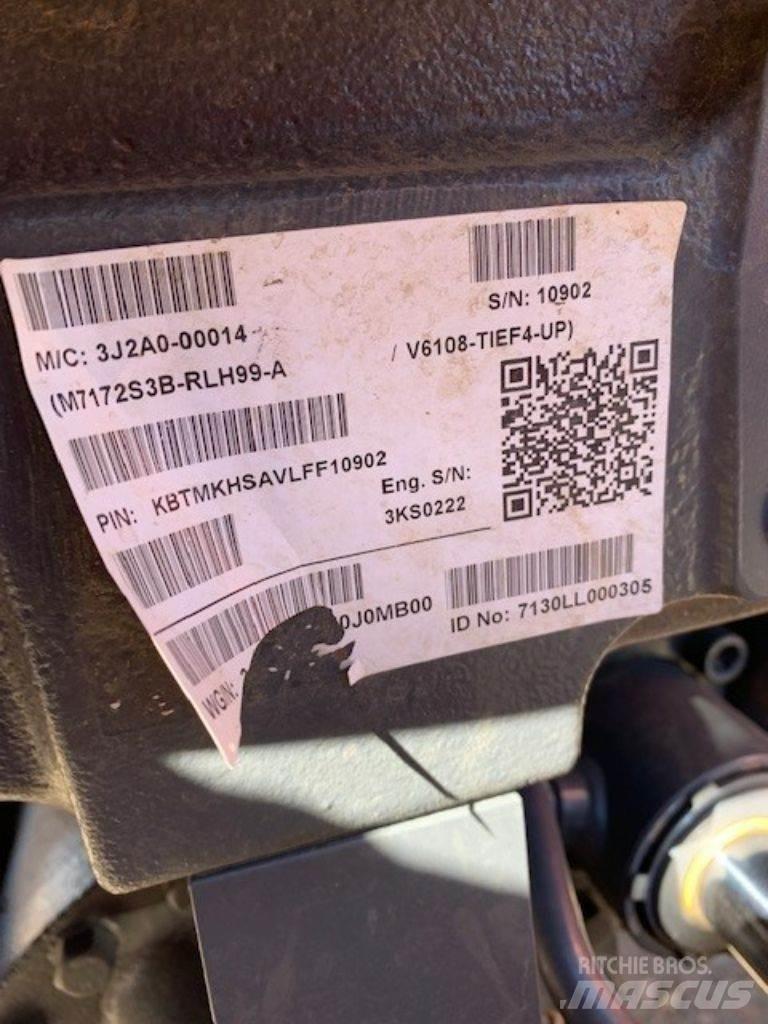 S/N: 10902
M/C: 3J2A0-00014
(M7172S3B-RLH99-A / V6108-TIEF4-UP)
PIN: KBTMKHSAVLFF10902
Eng. S/N:
3KS0222
WGN: 0J0MB00
ID No: 7130LL000305
RITCHIE BROS.
MASCUS